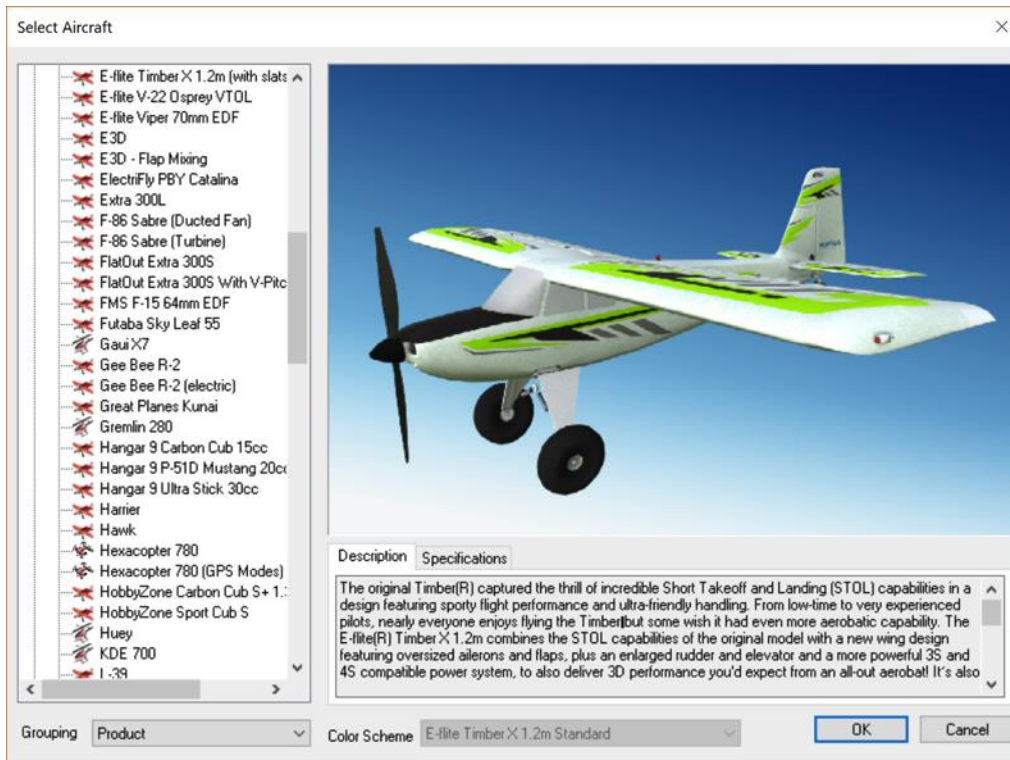 Select Aircraft
E-flite Timber X 1.2m (with slats
E-flite V-22 Osprey VTOL
E-flite Viper 70mm EDF
E3D
E3D - Flap Mixing
ElectriFly PBY Catalina
Extra 300L
F-86 Sabre (Ducted Fan)
F-86 Sabre (Turbine)
FlatOut Extra 300S
FlatOut Extra 300S With V-Pitc
FMS F-15 64mm EDF
Futaba Sky Leaf 55
Gaui X7
Gee Bee R-2
Gee Bee R-2 (electric)
Great Planes Kunai
Gremlin 280
Hangar 9 Carbon Cub 15cc
Hangar 9 P-51D Mustang 20cc
Hangar 9 Ultra Stick 30cc
Harrier
Hawk
Hexacopter 780
Hexacopter 780 (GPS Modes)
HobbyZone Carbon Cub S+ 1.
HobbyZone Sport Cub S
Huey
KDE 700
L-39
Grouping
Product
Description
Specifications
The original Timber(R) captured the thrill of incredible Short Takeoff and Landing (STOL) capabilities in a
design featuring sporty flight performance and ultra-friendly handling. From low-time to very experienced
pilots, nearly everyone enjoys flying the Timber but some wish it had even more aerobatic capability. The
E-flite(R) Timber X 1.2m combines the STOL capabilities of the original model with a new wing design
featuring oversized ailerons and flaps, plus an enlarged rudder and elevator and a more powerful 3S and
4S compatible power system, to also deliver 3D performance you'd expect from an all-out aerobat! It's also
Color Scheme
E-flite Timber X 1.2m Standard
OK
Cancel